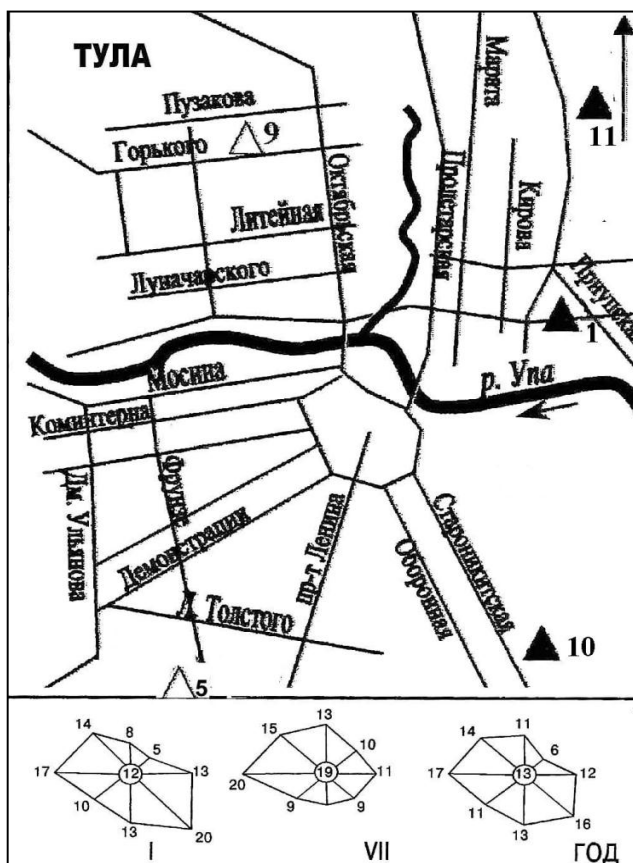 ТУЛА
Пузакова
Горького
9
Литейная
Луначарского
Октябрьская
Пролетарская
Марата
Кирова
11
Приупская
1
р. Упа
Мосина
Коминтерна
Фрунзе
Дм. Ульянова
Демонстрации
пр-т. Ленина
Л. Толстого
Оборонная
Староникитская
10
5
14 8 5 13 20 13 10 17 12
I
15 13 10 11 9 9 20 19
VII
14 11 6 12 16 13 11 17 13
ГОД